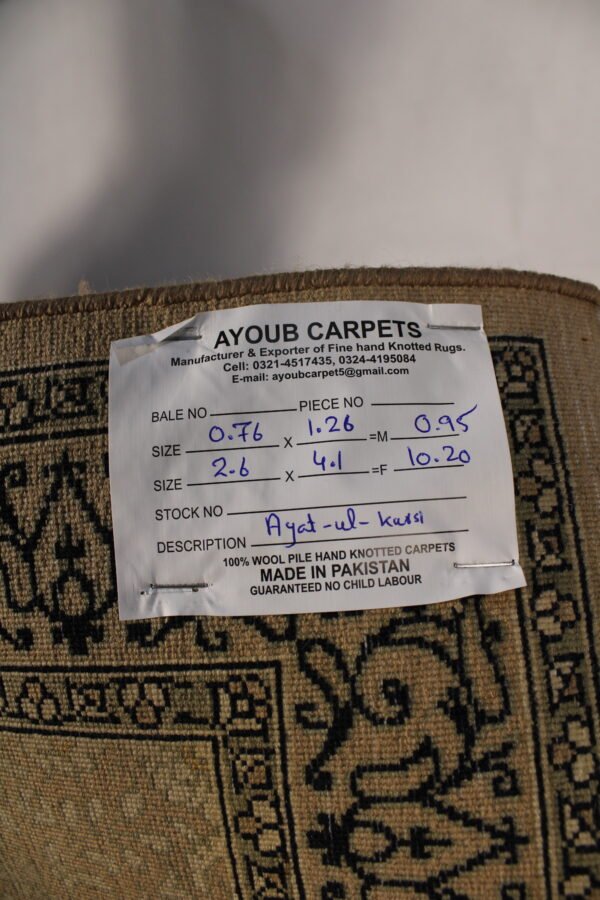 AYOUB CARPETS
Manufacturer & Exporter of Fine hand Knotted Rugs.
Cell: 0321-4517435, 0324-4195084
E-mail: ayoubcarpet5@gmail.com
BALE NO PIECE NO
SIZE 0.76 X 1.26 =M 0.95
SIZE 2.6 X 4.1 =F 10.20
STOCK NO
DESCRIPTION Ayat-ul-kursi
100% WOOL PILE HAND KNOTTED CARPETS
MADE IN PAKISTAN
GUARANTEED NO CHILD LABOUR